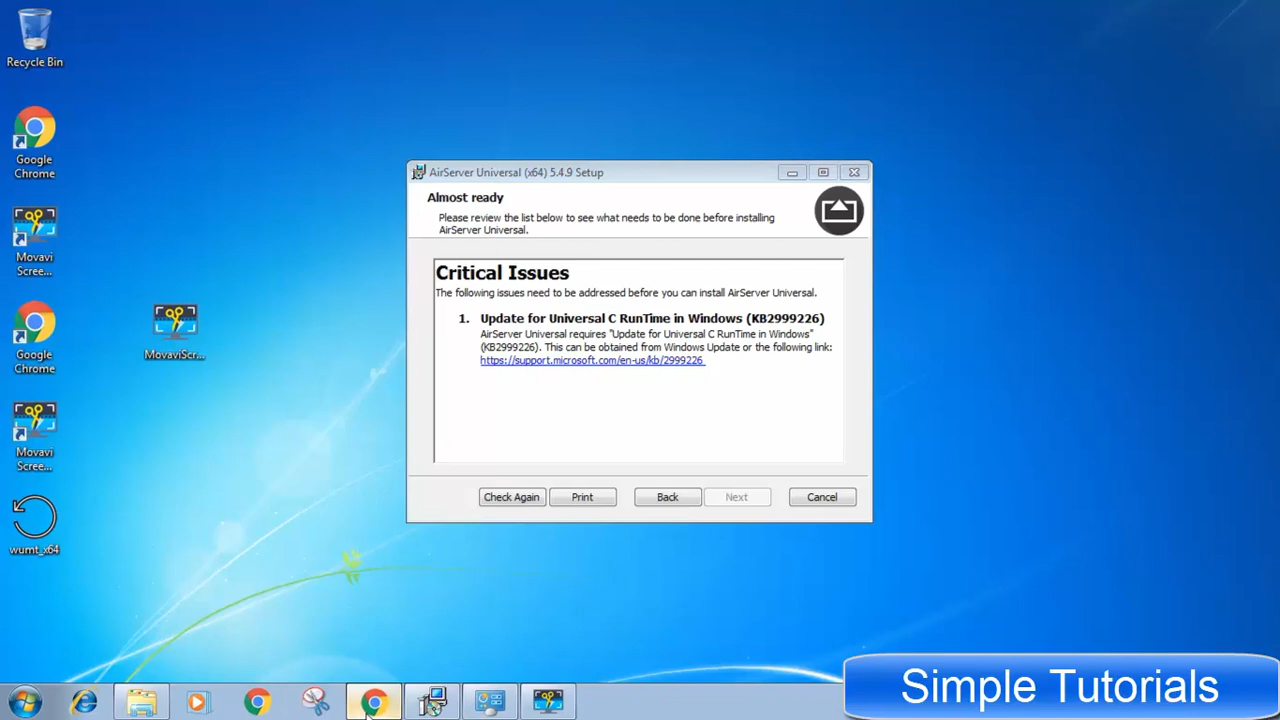 Recycle Bin
Google
Chrome
Movavi
Scree...
Google
Chrome
Movavi
Scree...
wumt_x64
MovaviScr...
AirServer Universal (x64) 5.4.9 Setup
Almost ready
Please review the list below to see what needs to be done before installing
AirServer Universal.
Critical Issues
The following issues need to be addressed before you can install AirServer Universal.
1. Update for Universal C RunTime in Windows (KB2999226)
AirServer Universal requires "Update for Universal C RunTime in Windows"
(KB2999226). This can be obtained from Windows Update or the following link:
https://support.microsoft.com/en-us/kb/2999226
Check Again Print Back Next Cancel
Simple Tutorials